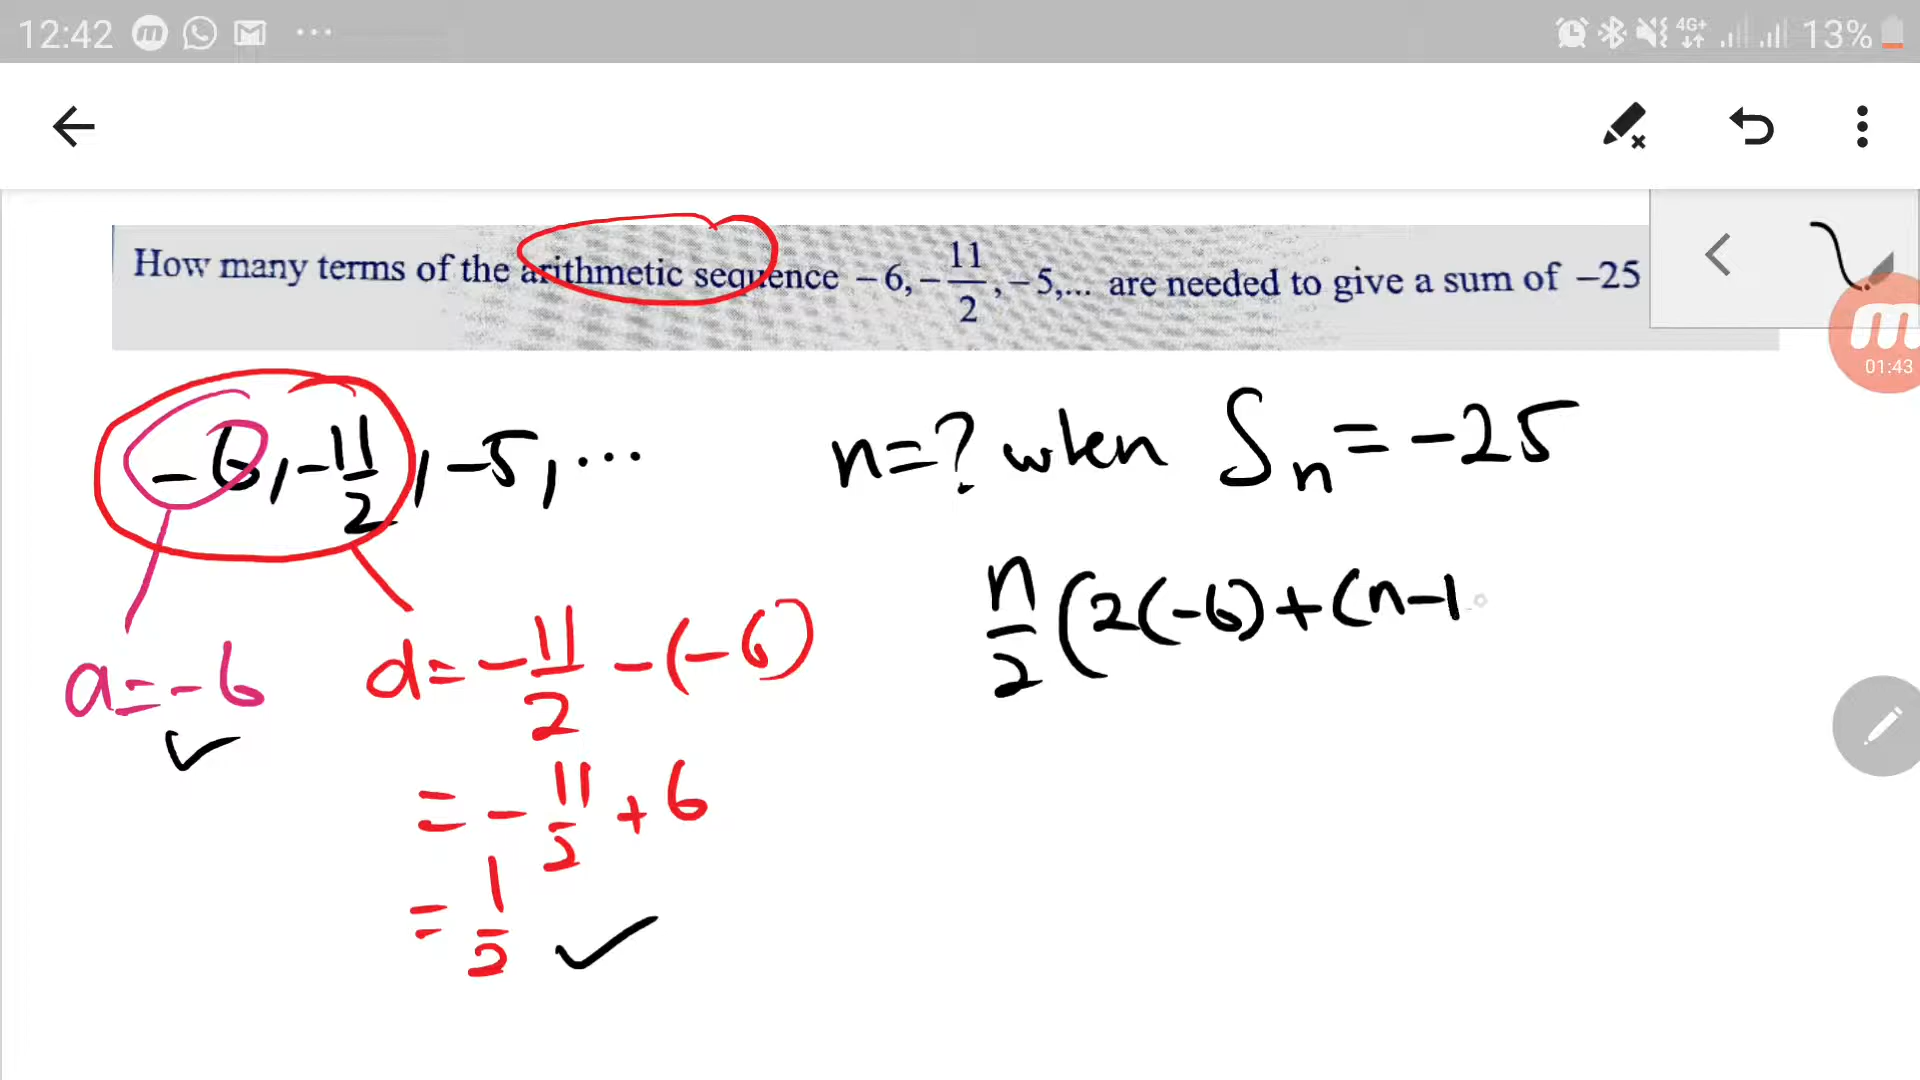 12:42 4G+ 13%
How many terms of the arithmetic sequence −6, −11/2, −5,... are needed to give a sum of −25
01:43
-6, -11/2, -5, ... n=? when Sn = -25
n/2 (2(-6)+(n-1
a=-6 d= -11/2 -(-6)
= -11/2 + 6
= 1/2